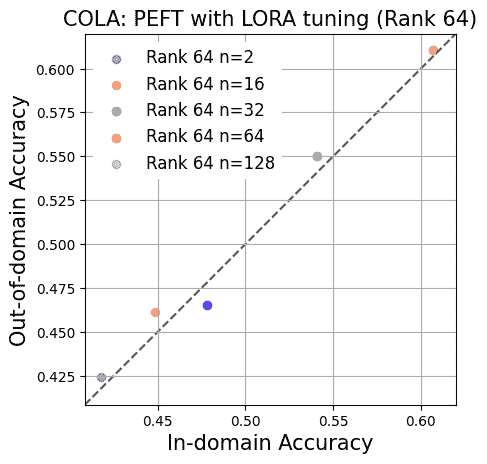 COLA: PEFT with LORA tuning (Rank 64)
Rank 64 n=2
Rank 64 n=16
Rank 64 n=32
Rank 64 n=64
Rank 64 n=128
Out-of-domain Accuracy
0.600
0.575
0.550
0.525
0.500
0.475
0.450
0.425
0.45 0.50 0.55 0.60
In-domain Accuracy